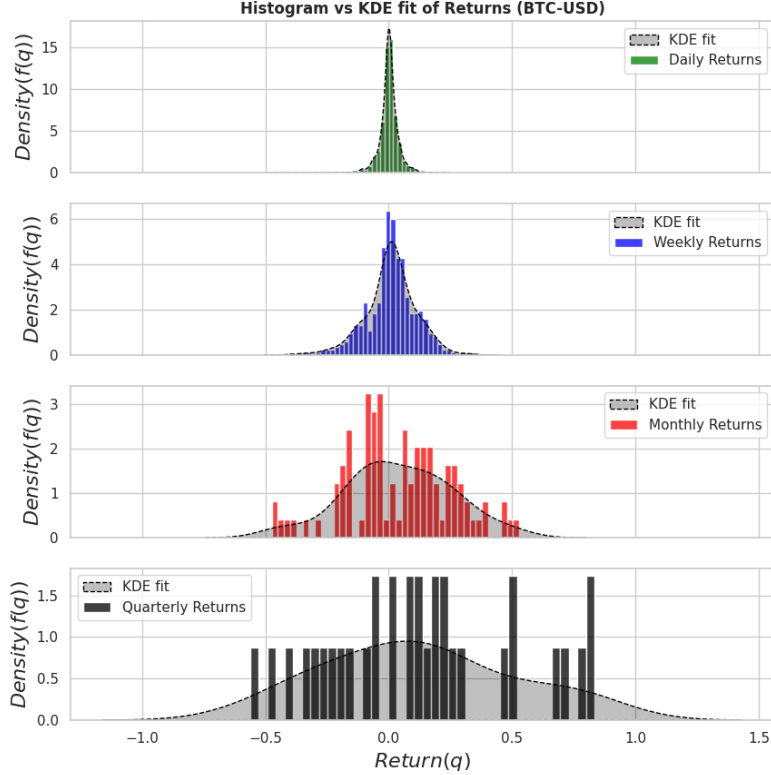 Histogram vs KDE fit of Returns (BTC-USD)
Density(f(q))
15
10
5
0
KDE fit
Daily Returns
Density(f(q))
6
4
2
0
KDE fit
Weekly Returns
Density(f(q))
3
2
1
0
KDE fit
Monthly Returns
Density(f(q))
1.5
1.0
0.5
0.0
KDE fit
Quarterly Returns
−1.0 −0.5 0.0 0.5 1.0 1.5
Return(q)